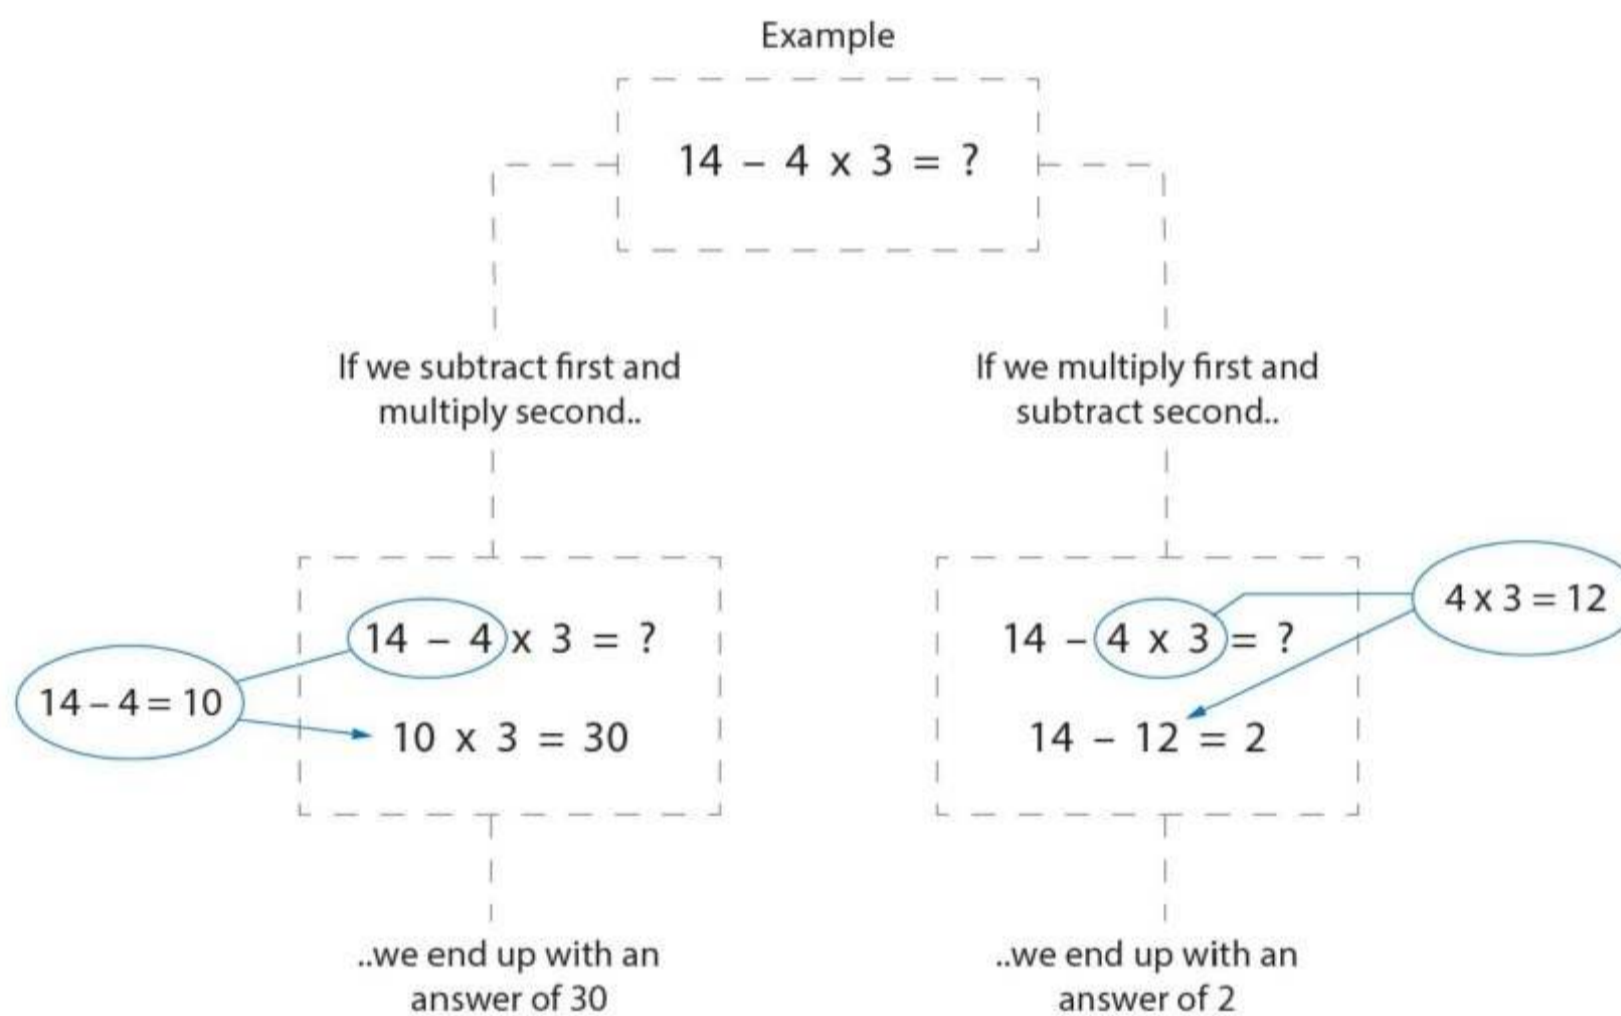 Example
14 – 4 x 3 = ?
If we subtract first and
multiply second..
If we multiply first and
subtract second..
14 – 4 x 3 = ?
14 – 4 = 10
10 x 3 = 30
14 – 4 x 3 = ?
4 x 3 = 12
14 – 12 = 2
..we end up with an
answer of 30
..we end up with an
answer of 2